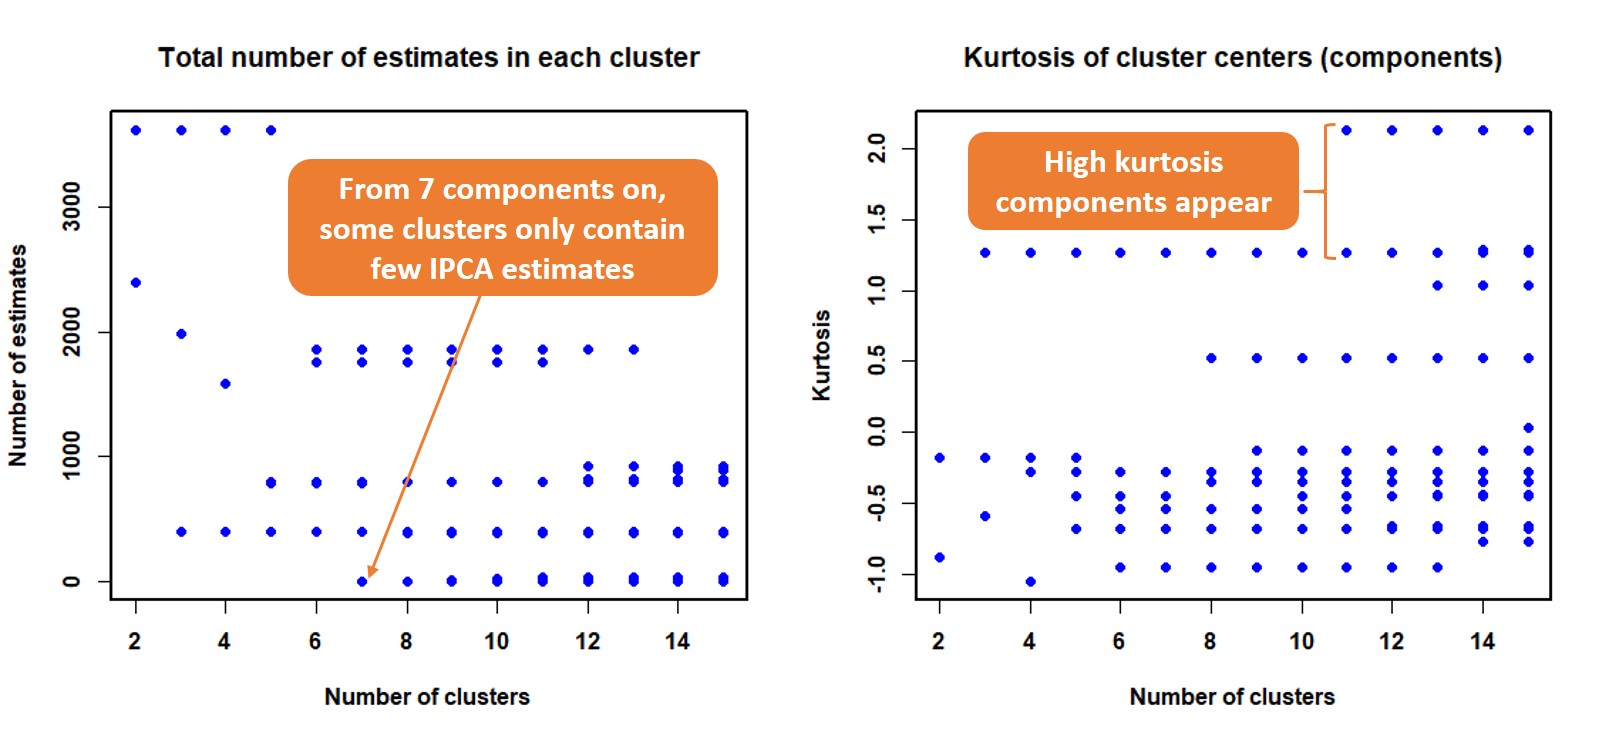 Total number of estimates in each cluster
Number of estimates
3000
2000
1000
0
From 7 components on,
some clusters only contain
few IPCA estimates
2 4 6 8 10 12 14
Number of clusters
Kurtosis of cluster centers (components)
Kurtosis
2.0
1.5
1.0
0.5
0.0
-0.5
-1.0
High kurtosis
components appear
2 4 6 8 10 12 14
Number of clusters